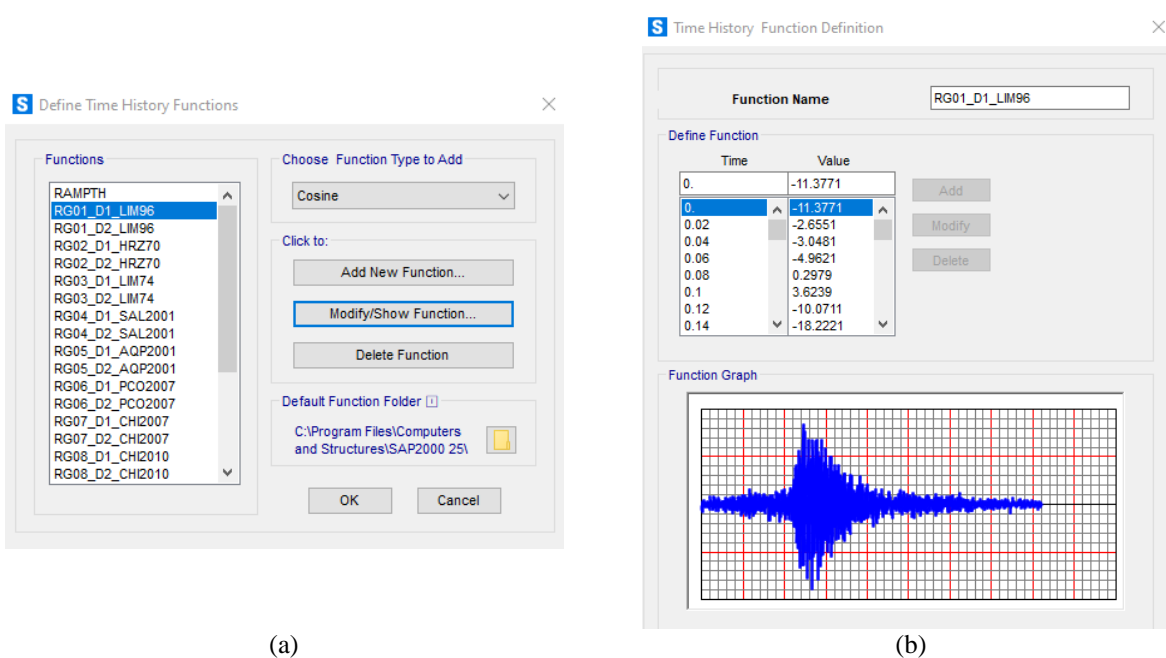 S Define Time History Functions
Functions
RAMPTH
RG01_D1_LIM96
RG01_D2_LIM96
RG02_D1_HRZ70
RG02_D2_HRZ70
RG03_D1_LIM74
RG03_D2_LIM74
RG04_D1_SAL2001
RG04_D2_SAL2001
RG05_D1_AQP2001
RG05_D2_AQP2001
RG06_D1_PCO2007
RG06_D2_PCO2007
RG07_D1_CHI2007
RG07_D2_CHI2007
RG08_D1_CHI2010
RG08_D2_CHI2010
Choose Function Type to Add
Cosine
Click to:
Add New Function...
Modify/Show Function...
Delete Function
Default Function Folder i
C:\Program Files\Computers
and Structures\SAP2000 25\
OK Cancel
(a)
S Time History Function Definition
Function Name RG01_D1_LIM96
Define Function
Time Value
0. -11.3771
0. -11.3771
0.02 -2.6551
0.04 -3.0481
0.06 -4.9621
0.08 0.2979
0.1 3.6239
0.12 -10.0711
0.14 -18.2221
Add
Modify
Delete
Function Graph
(b)